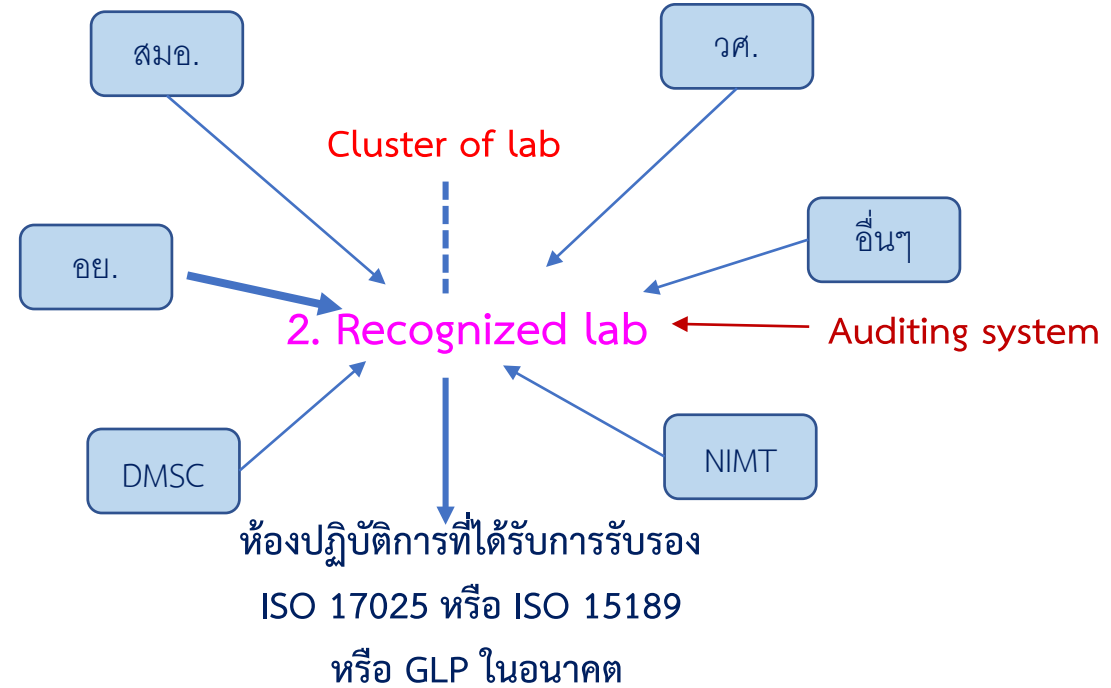 สมอ.
วศ.
Cluster of lab
อย.
อื่นๆ
2. Recognized lab
Auditing system
DMSC
NIMT
ห้องปฏิบัติการที่ได้รับการรับรอง
ISO 17025 หรือ ISO 15189
หรือ GLP ในอนาคต